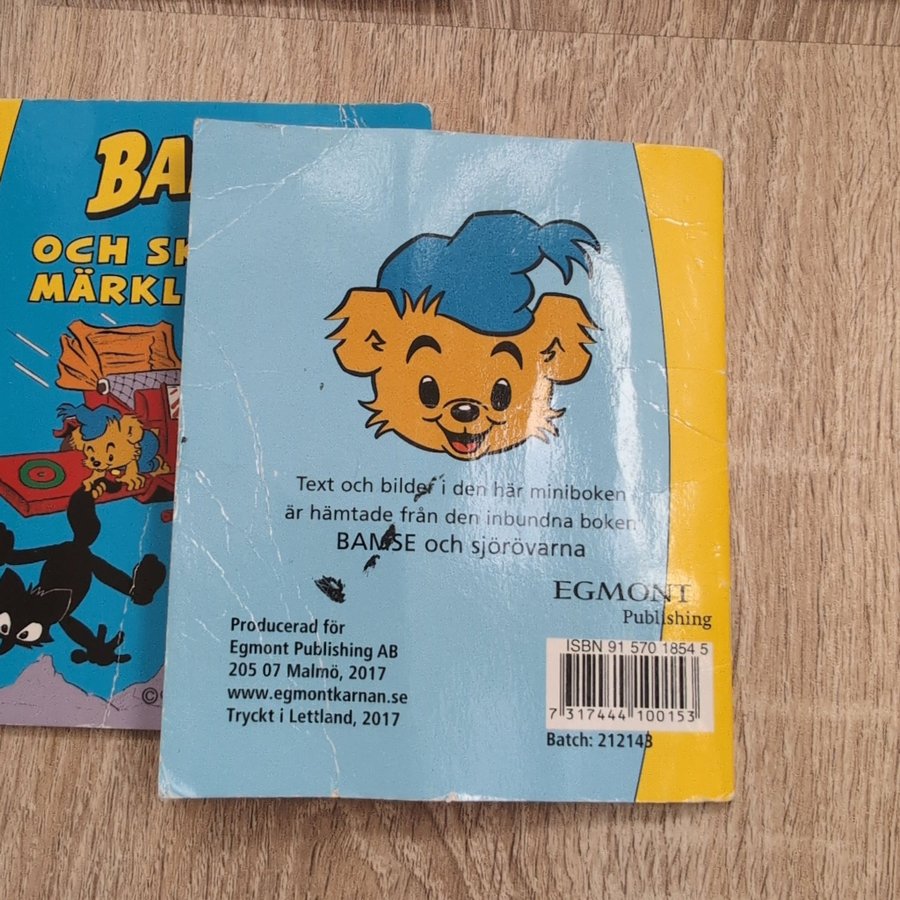 BA
OCH SK
MÄRKL
Text och bilder i den här miniboken
är hämtade från den inbundna boken
BAMSE och sjörövarna
EGMONT
Publishing
Producerad för
Egmont Publishing AB
205 07 Malmö, 2017
www.egmontkarnan.se
Tryckt i Lettland, 2017
ISBN 91 570 1854 5
7 317444 100153
Batch: 212143
©